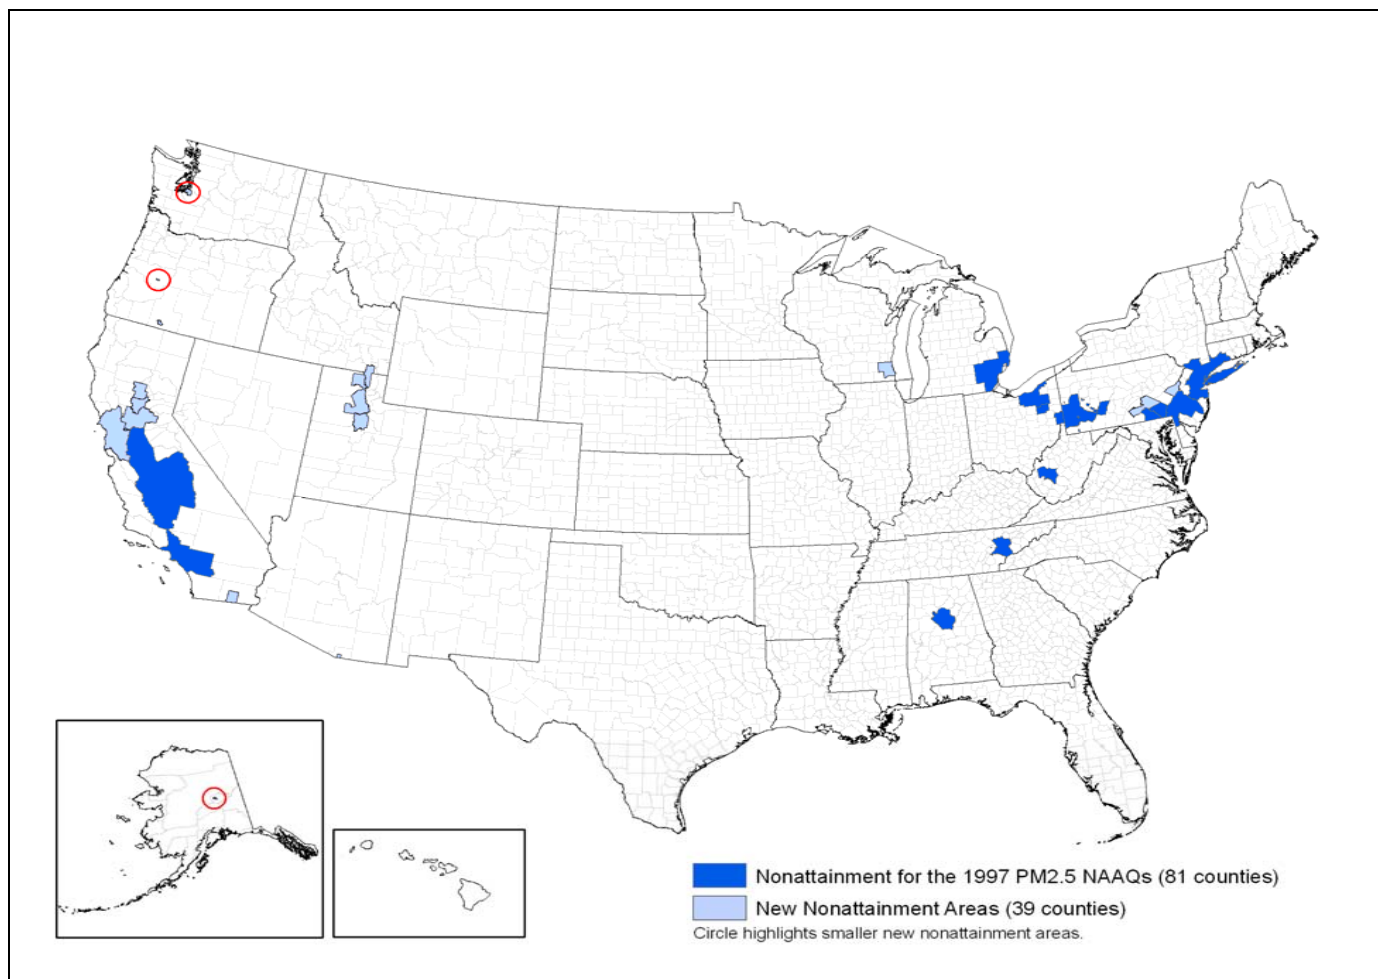 Nonattainment for the 1997 PM2.5 NAAQs (81 counties)
New Nonattainment Areas (39 counties)
Circle highlights smaller new nonattainment areas.